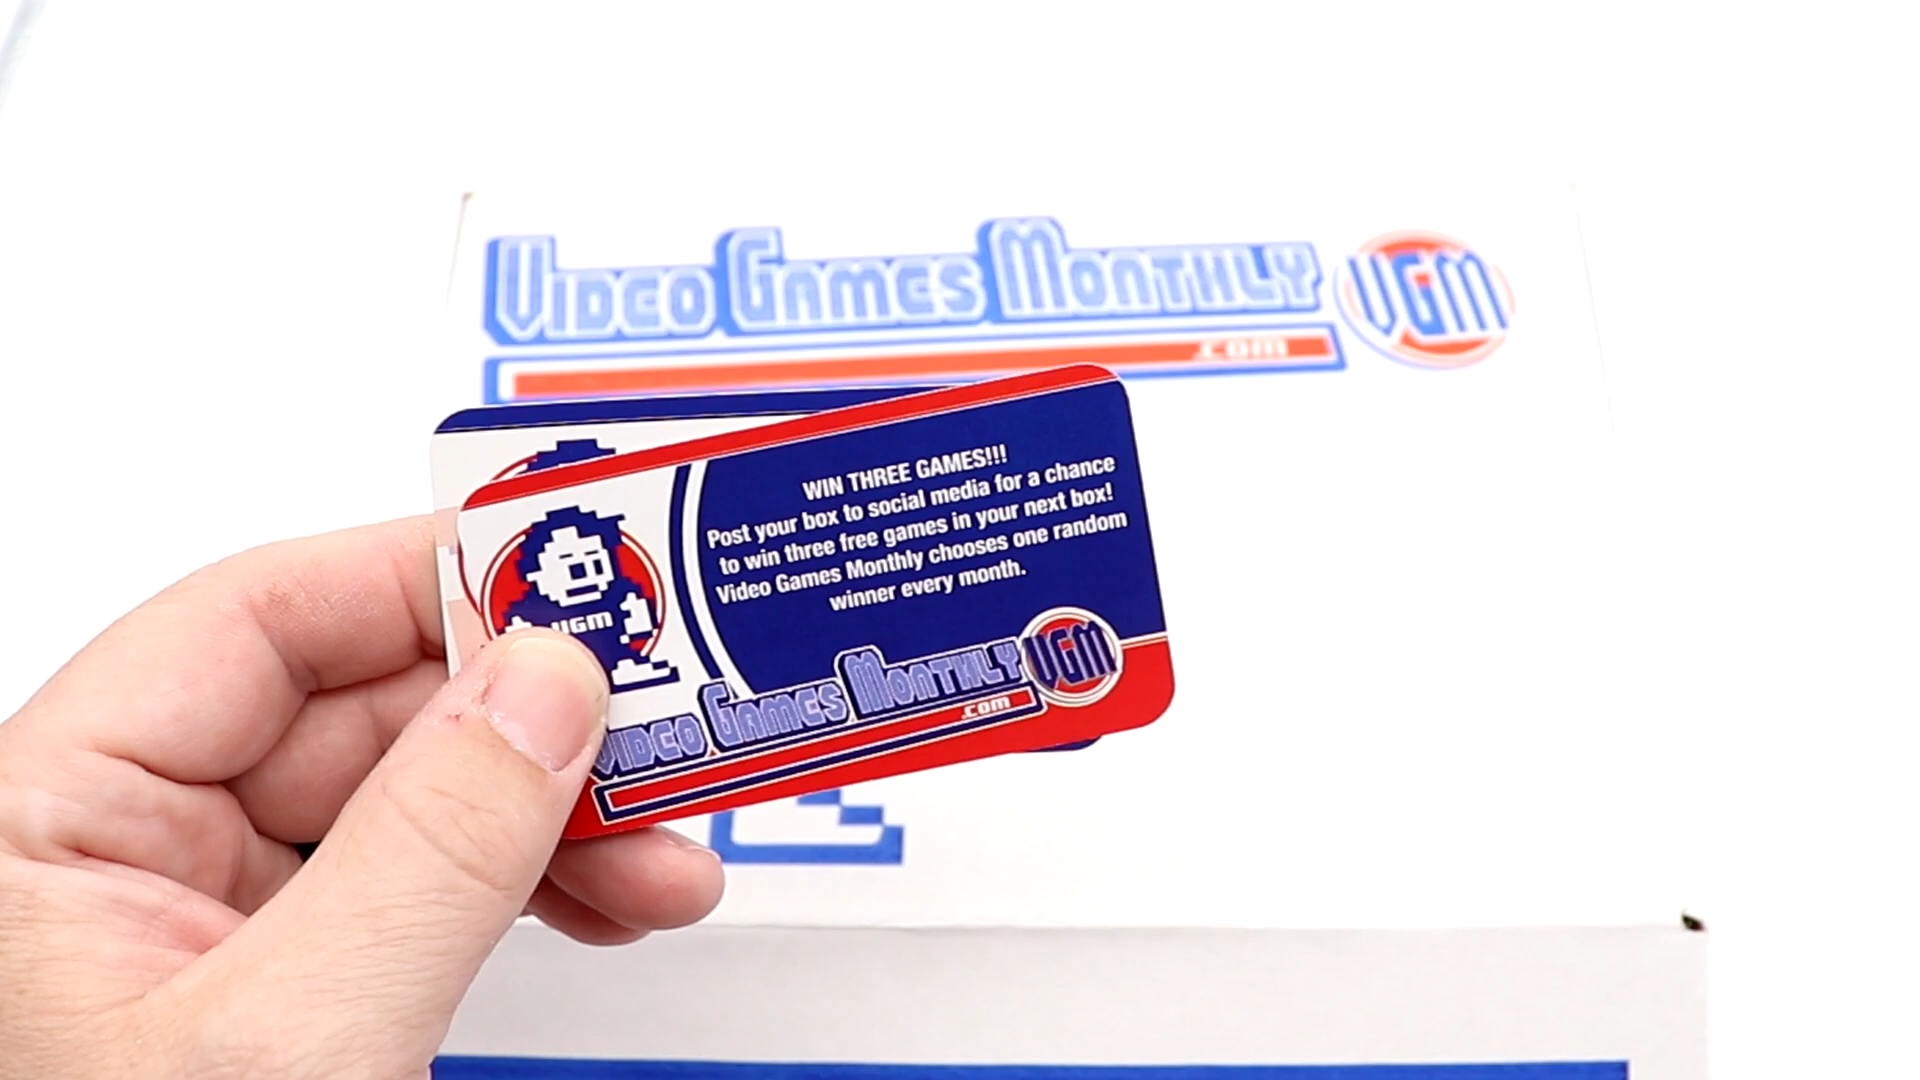 Video Games Monthly VGM
.com
WIN THREE GAMES!!!
Post your box to social media for a chance
to win three free games in your next box!
Video Games Monthly chooses one random
winner every month.
VGM
Video Games Monthly VGM
.com